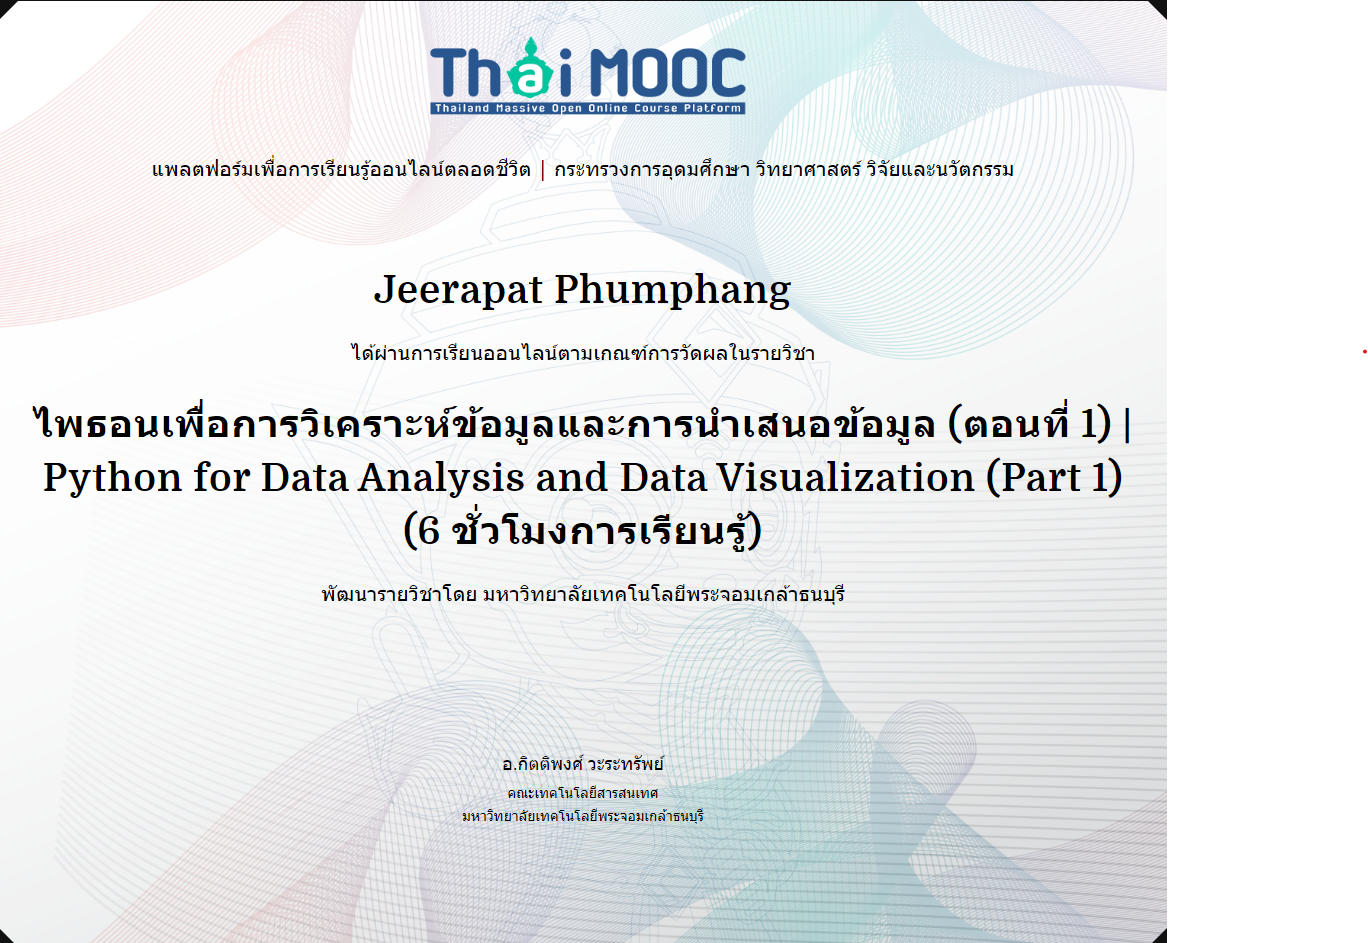 Thai MOOC
Thailand Massive Open Online Course Platform
แพลตฟอร์มเพื่อการเรียนรู้ออนไลน์ตลอดชีวิต | กระทรวงการอุดมศึกษา วิทยาศาสตร์ วิจัยและนวัตกรรม
Jeerapat Phumphang
ได้ผ่านการเรียนออนไลน์ตามเกณฑ์การวัดผลในรายวิชา
ไพธอนเพื่อการวิเคราะห์ข้อมูลและการนำเสนอข้อมูล (ตอนที่ 1) |
Python for Data Analysis and Data Visualization (Part 1)
(6 ชั่วโมงการเรียนรู้)
พัฒนารายวิชาโดย มหาวิทยาลัยเทคโนโลยีพระจอมเกล้าธนบุรี
อ.กิตติพงศ์ วะระทรัพย์
คณะเทคโนโลยีสารสนเทศ
มหาวิทยาลัยเทคโนโลยีพระจอมเกล้าธนบุรี